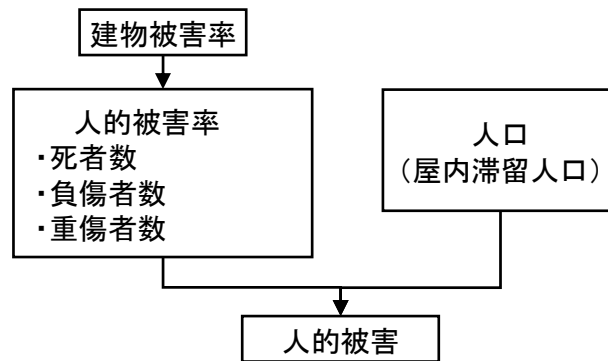 建物被害率
人的被害率
・死者数
・負傷者数
・重傷者数
人口
（屋内滞留人口）
人的被害